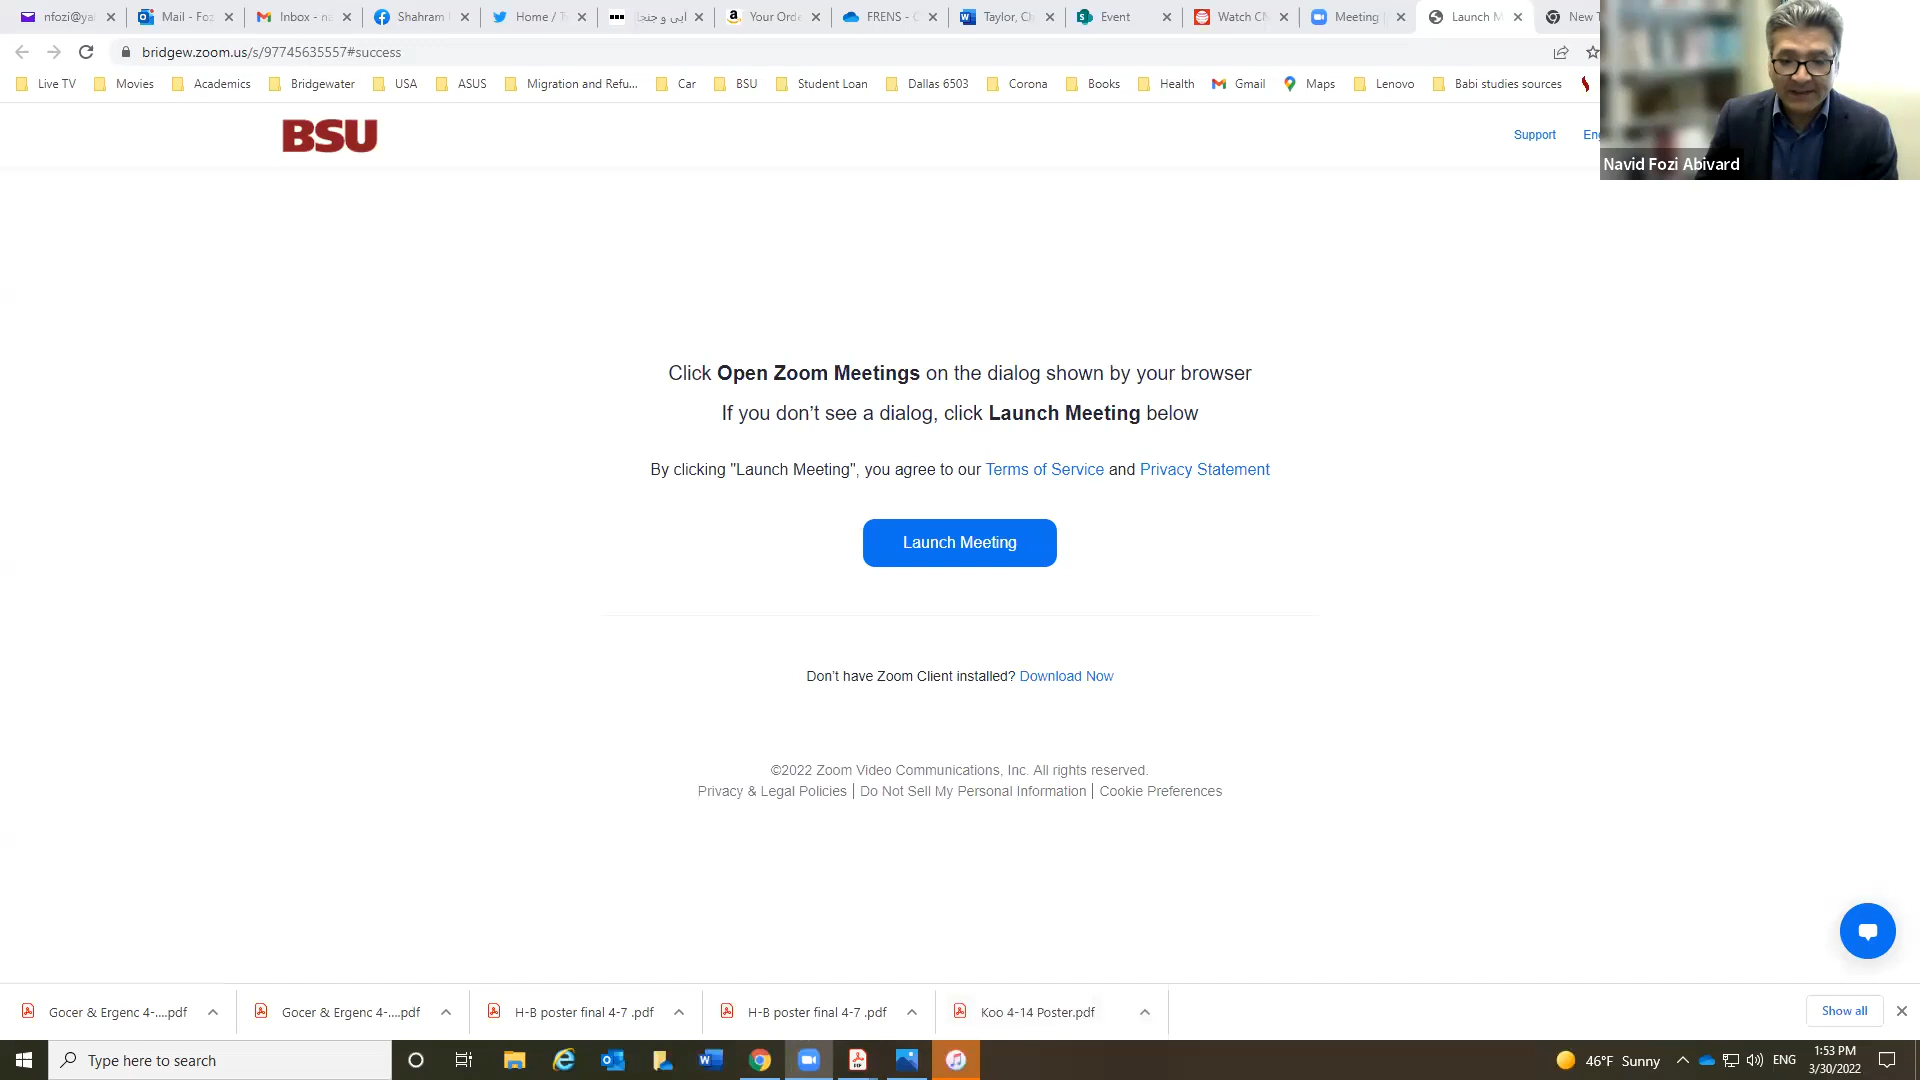 nfozi@yal
Mail - Foz
Inbox - na
Shahram
Home / T
ابی و جنجا
Your Orde
FRENS - C
Taylor, Ch
Event
Watch CN
Meeting
Launch M
New T
bridgew.zoom.us/s/97745635557#success
Live TV
Movies
Academics
Bridgewater
USA
ASUS
Migration and Refu...
Car
BSU
Student Loan
Dallas 6503
Corona
Books
Health
Gmail
Maps
Lenovo
Babi studies sources
BSU
Support
Eng
Navid Fozi Abivard
Click Open Zoom Meetings on the dialog shown by your browser
If you don’t see a dialog, click Launch Meeting below
By clicking "Launch Meeting", you agree to our Terms of Service and Privacy Statement
Launch Meeting
Don’t have Zoom Client installed? Download Now
©2022 Zoom Video Communications, Inc. All rights reserved.
Privacy & Legal Policies | Do Not Sell My Personal Information | Cookie Preferences
Gocer & Ergenc 4-....pdf
Gocer & Ergenc 4-....pdf
H-B poster final 4-7 .pdf
H-B poster final 4-7 .pdf
Koo 4-14 Poster.pdf
Show all
Type here to search
46°F Sunny
ENG
1:53 PM
3/30/2022